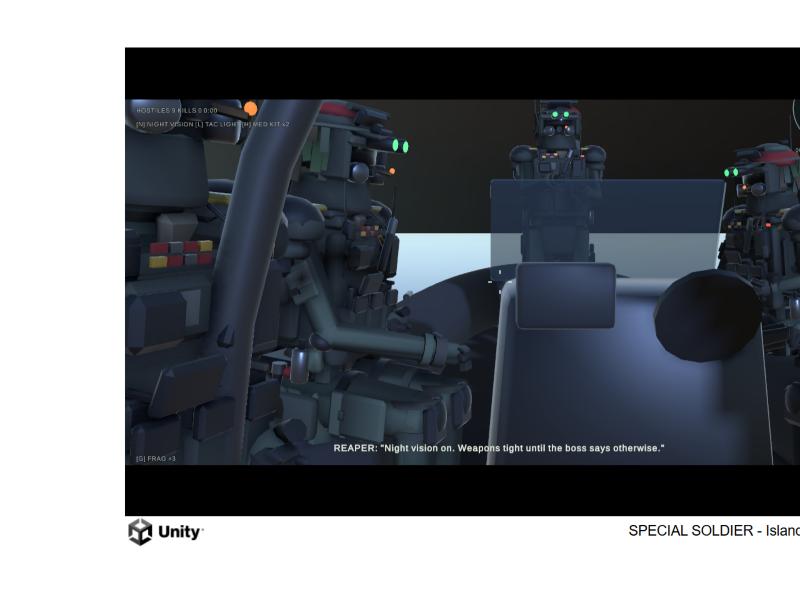 HOSTILES 9 KILLS 0 0:00
[N] NIGHT VISION [L] TAC LIGHT [H] MED KIT x2
REAPER: "Night vision on. Weapons tight until the boss says otherwise."
[G] FRAG ×3
Unity
SPECIAL SOLDIER - Island